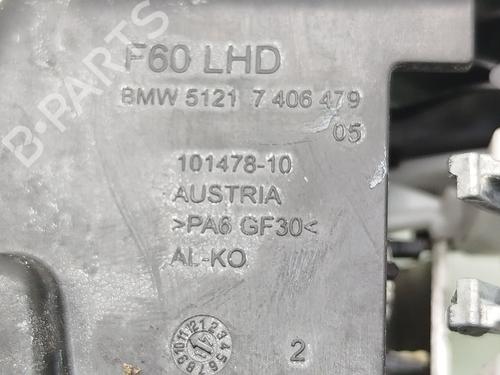 F60 LHD
BMW 5121 7 406 479
05
101478-10
AUSTRIA
>PA6 GF30<
AL-KO
2
B-PARTS